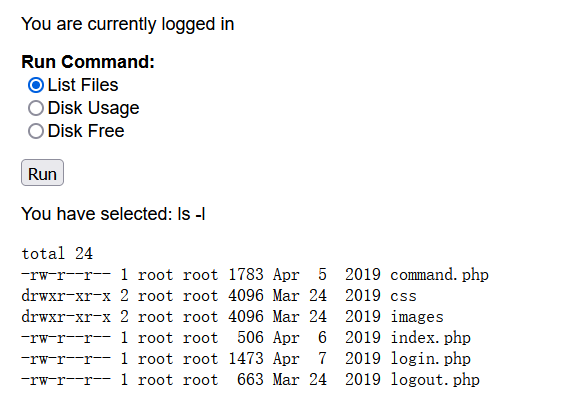 You are currently logged in
Run Command:
List Files
Disk Usage
Disk Free
Run
You have selected: ls -l
total 24
-rw-r--r-- 1 root root 1783 Apr  5  2019 command.php
drwxr-xr-x 2 root root 4096 Mar 24  2019 css
drwxr-xr-x 2 root root 4096 Mar 24  2019 images
-rw-r--r-- 1 root root  506 Apr  6  2019 index.php
-rw-r--r-- 1 root root 1473 Apr  7  2019 login.php
-rw-r--r-- 1 root root  663 Mar 24  2019 logout.php